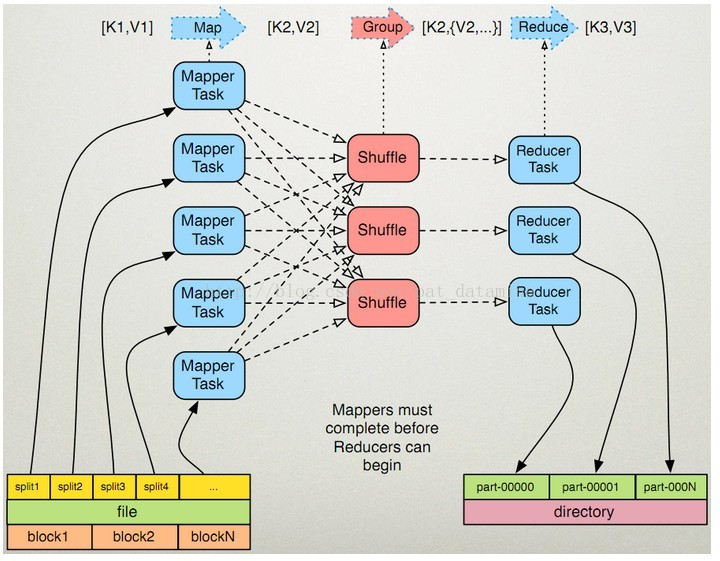 [K1,V1]
Map
[K2,V2]
Group
[K2,{V2,...}]
Reduce
[K3,V3]
Mapper
Task
Mapper
Task
Shuffle
Reducer
Task
Mapper
Task
Shuffle
Reducer
Task
Mapper
Task
Shuffle
Reducer
Task
Mapper
Task
Mappers must
complete before
Reducers can
begin
split1
split2
split3
split4
...
file
block1
block2
blockN
part-00000
part-00001
part-000N
directory